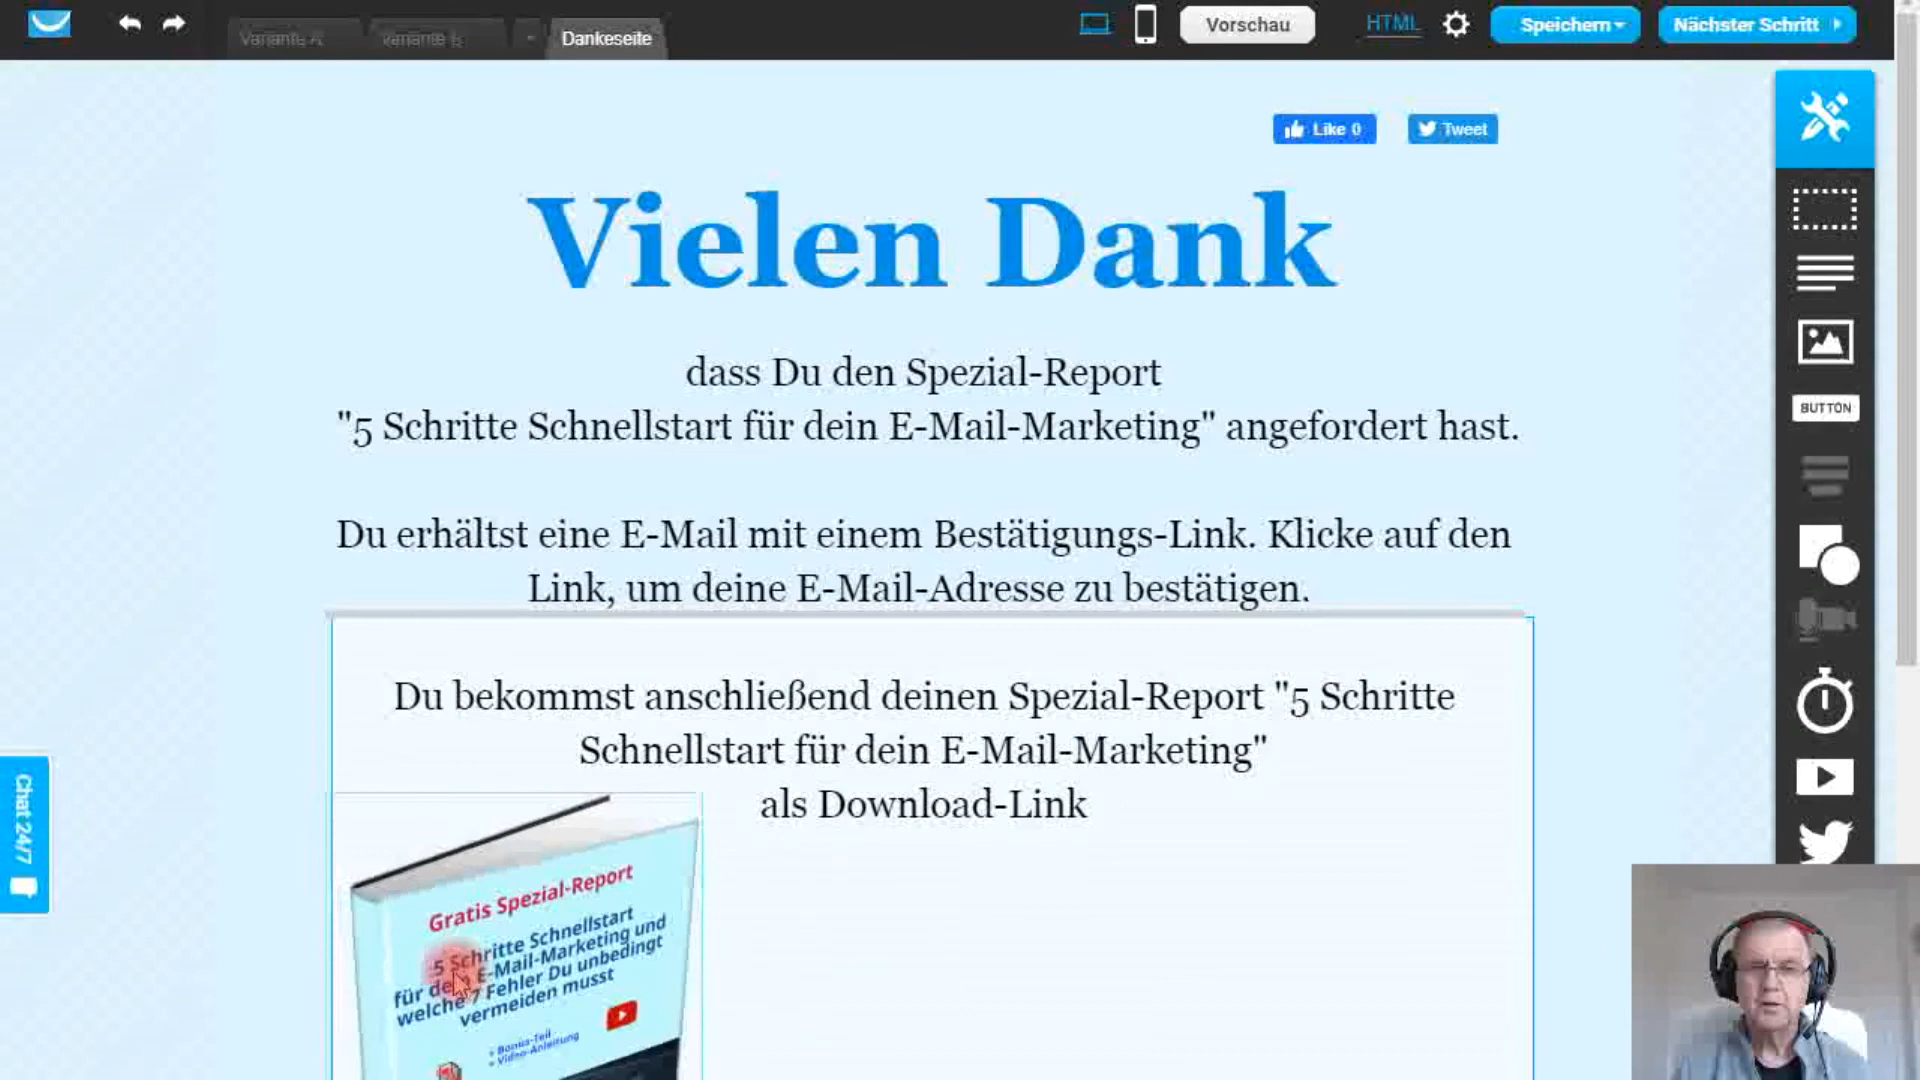 Variante A
Variante B
Dankeseite
Vorschau
HTML
Speichern
Nächster Schritt
Like 0
Tweet
Vielen Dank
dass Du den Spezial-Report
"5 Schritte Schnellstart für dein E-Mail-Marketing" angefordert hast.
Du erhältst eine E-Mail mit einem Bestätigungs-Link. Klicke auf den
Link, um deine E-Mail-Adresse zu bestätigen.
Du bekommst anschließend deinen Spezial-Report "5 Schritte
Schnellstart für dein E-Mail-Marketing"
als Download-Link
BUTTON
Chat 24/7
Gratis Spezial-Report
5 Schritte Schnellstart
für dein E-Mail-Marketing und
welche 7 Fehler Du unbedingt
vermeiden musst
+ Bonus-Teil
+ Video-Anleitung